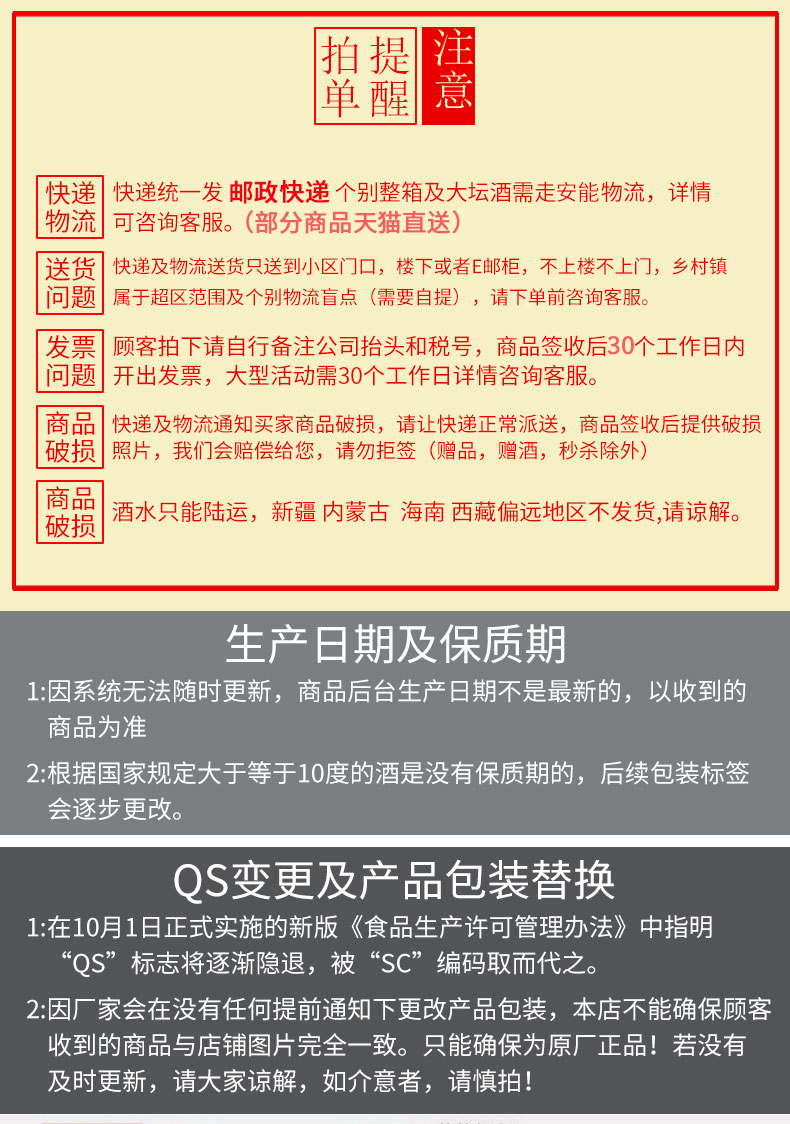 拍提
单醒
注意
快递
物流
快递统一发 邮政快递 个别整箱及大坛酒需走安能物流，详情
可咨询客服。（部分商品天猫直送）
送货
问题
快递及物流送货只送到小区门口，楼下或者E邮柜，不上楼不上门，乡村镇
属于超区范围及个别物流盲点（需要自提），请下单前咨询客服。
发票
问题
顾客拍下请自行备注公司抬头和税号，商品签收后30个工作日内
开出发票，大型活动需30个工作日详情咨询客服。
商品
破损
快递及物流通知买家商品破损，请让快递正常派送，商品签收后提供破损
照片，我们会赔偿给您，请勿拒签（赠品，赠酒，秒杀除外）
商品
破损
酒水只能陆运，新疆 内蒙古 海南 西藏偏远地区不发货,请谅解。
生产日期及保质期
1:因系统无法随时更新，商品后台生产日期不是最新的，以收到的
商品为准
2:根据国家规定大于等于10度的酒是没有保质期的，后续包装标签
会逐步更改。
QS变更及产品包装替换
1:在10月1日正式实施的新版《食品生产许可管理办法》中指明
“QS”标志将逐渐隐退，被“SC”编码取而代之。
2:因厂家会在没有任何提前通知下更改产品包装，本店不能确保顾客
收到的商品与店铺图片完全一致。只能确保为原厂正品！若没有
及时更新，请大家谅解，如介意者，请慎拍！